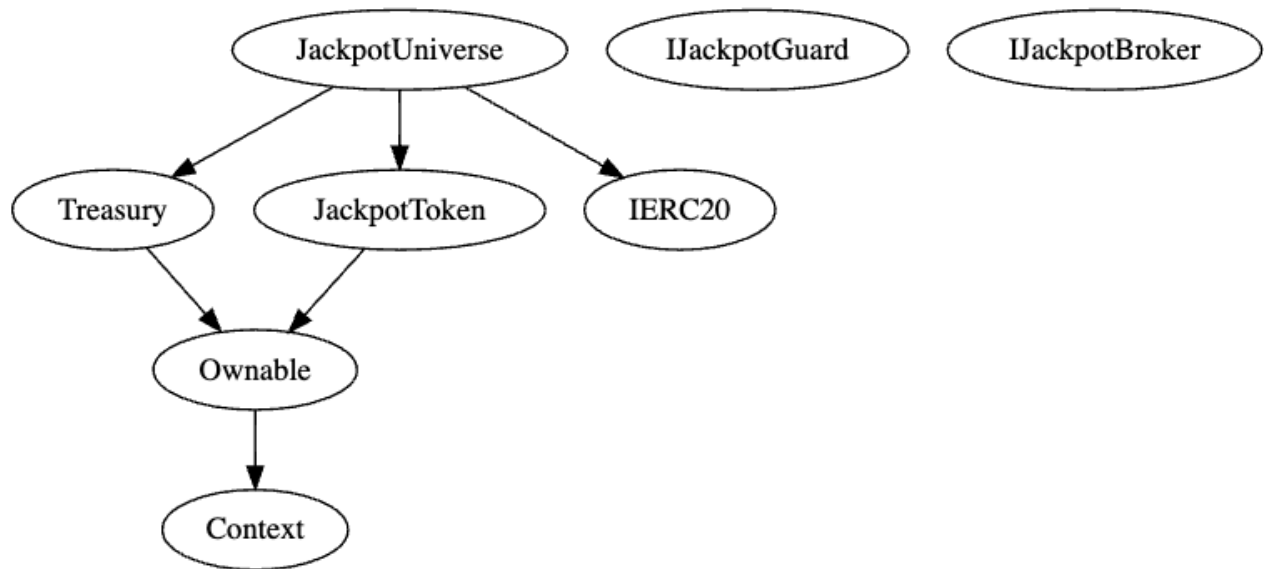 JackpotUniverse
IJackpotGuard
IJackpotBroker
Treasury
JackpotToken
IERC20
Ownable
Context